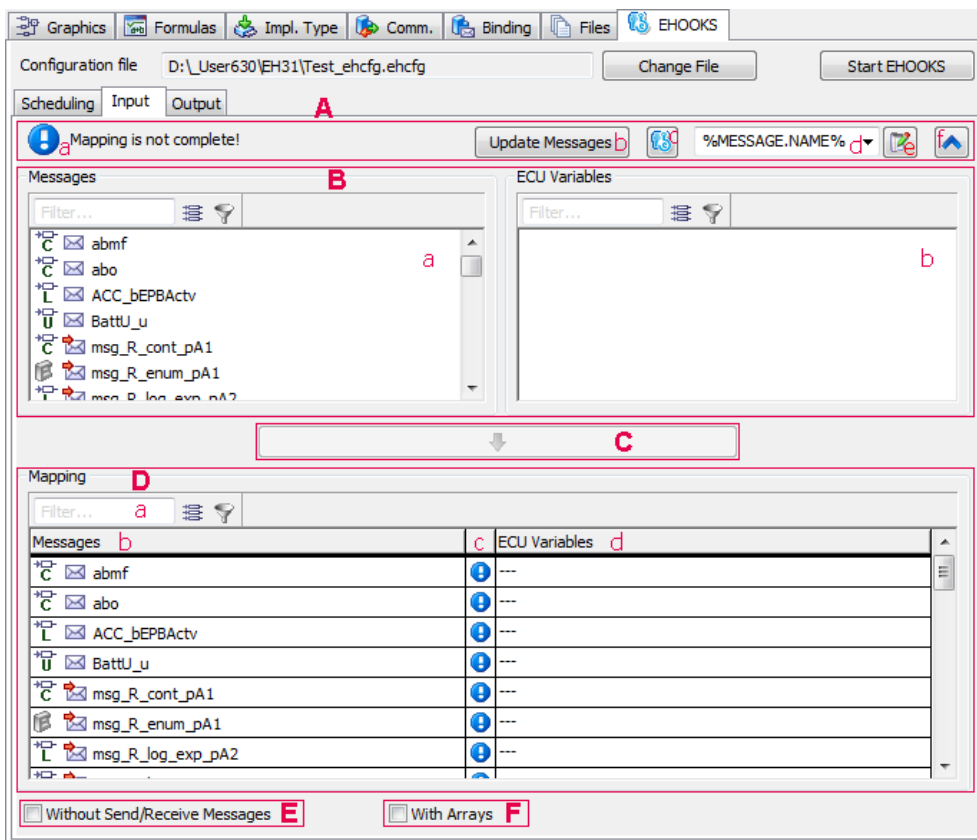 Graphics Formulas Impl. Type Comm. Binding Files EHOOKS
Configuration file D:\_User630\EH31\Test_ehcfg.ehcfg Change File Start EHOOKS
Scheduling Input Output A
a Mapping is not complete! Update Messages b c %MESSAGE.NAME% d e f
Messages B ECU Variables
Filter... Filter...
C abmf
a b
C abo
L ACC_bEPBActv
U BattU_u
C msg_R_cont_pA1
msg_R_enum_pA1
L msg_R_log_exp_pA2
C
Mapping D
Filter... a
Messages b c ECU Variables d
C abmf ---
C abo ---
L ACC_bEPBActv ---
U BattU_u ---
C msg_R_cont_pA1 ---
msg_R_enum_pA1 ---
L msg_R_log_exp_pA2 ---
Without Send/Receive Messages E With Arrays F